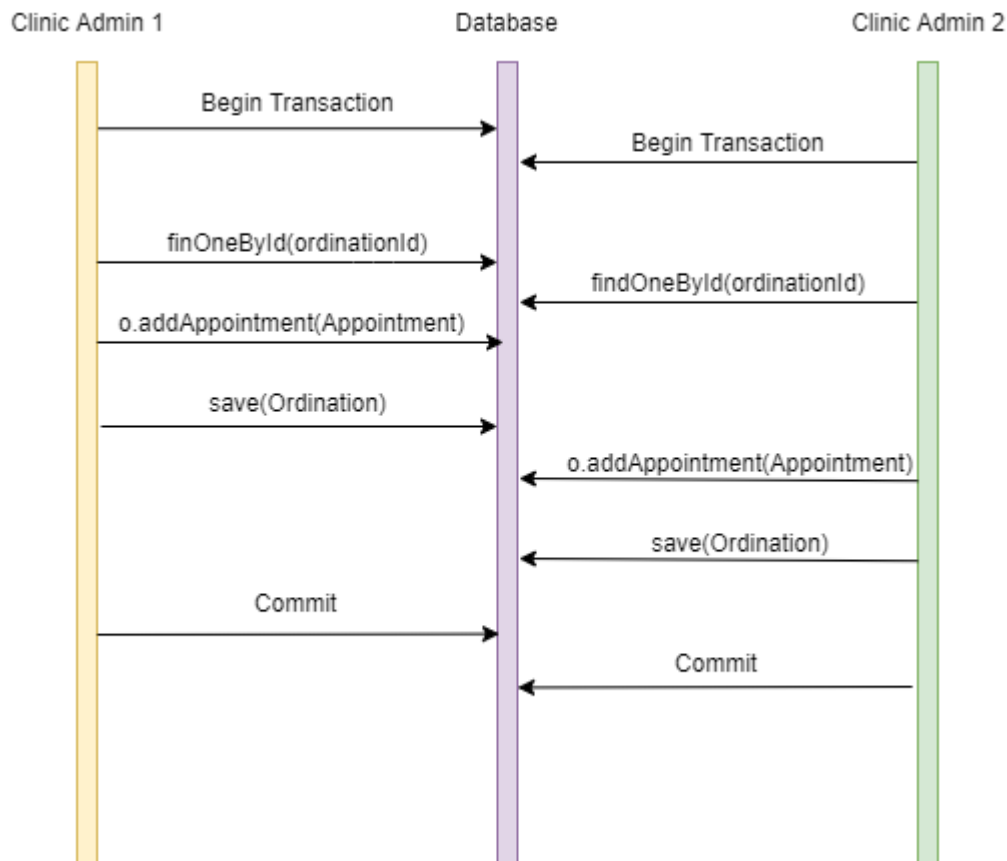 Clinic Admin 1
Database
Clinic Admin 2
Begin Transaction
Begin Transaction
finOneById(ordinationId)
findOneById(ordinationId)
o.addAppointment(Appointment)
save(Ordination)
o.addAppointment(Appointment)
save(Ordination)
Commit
Commit